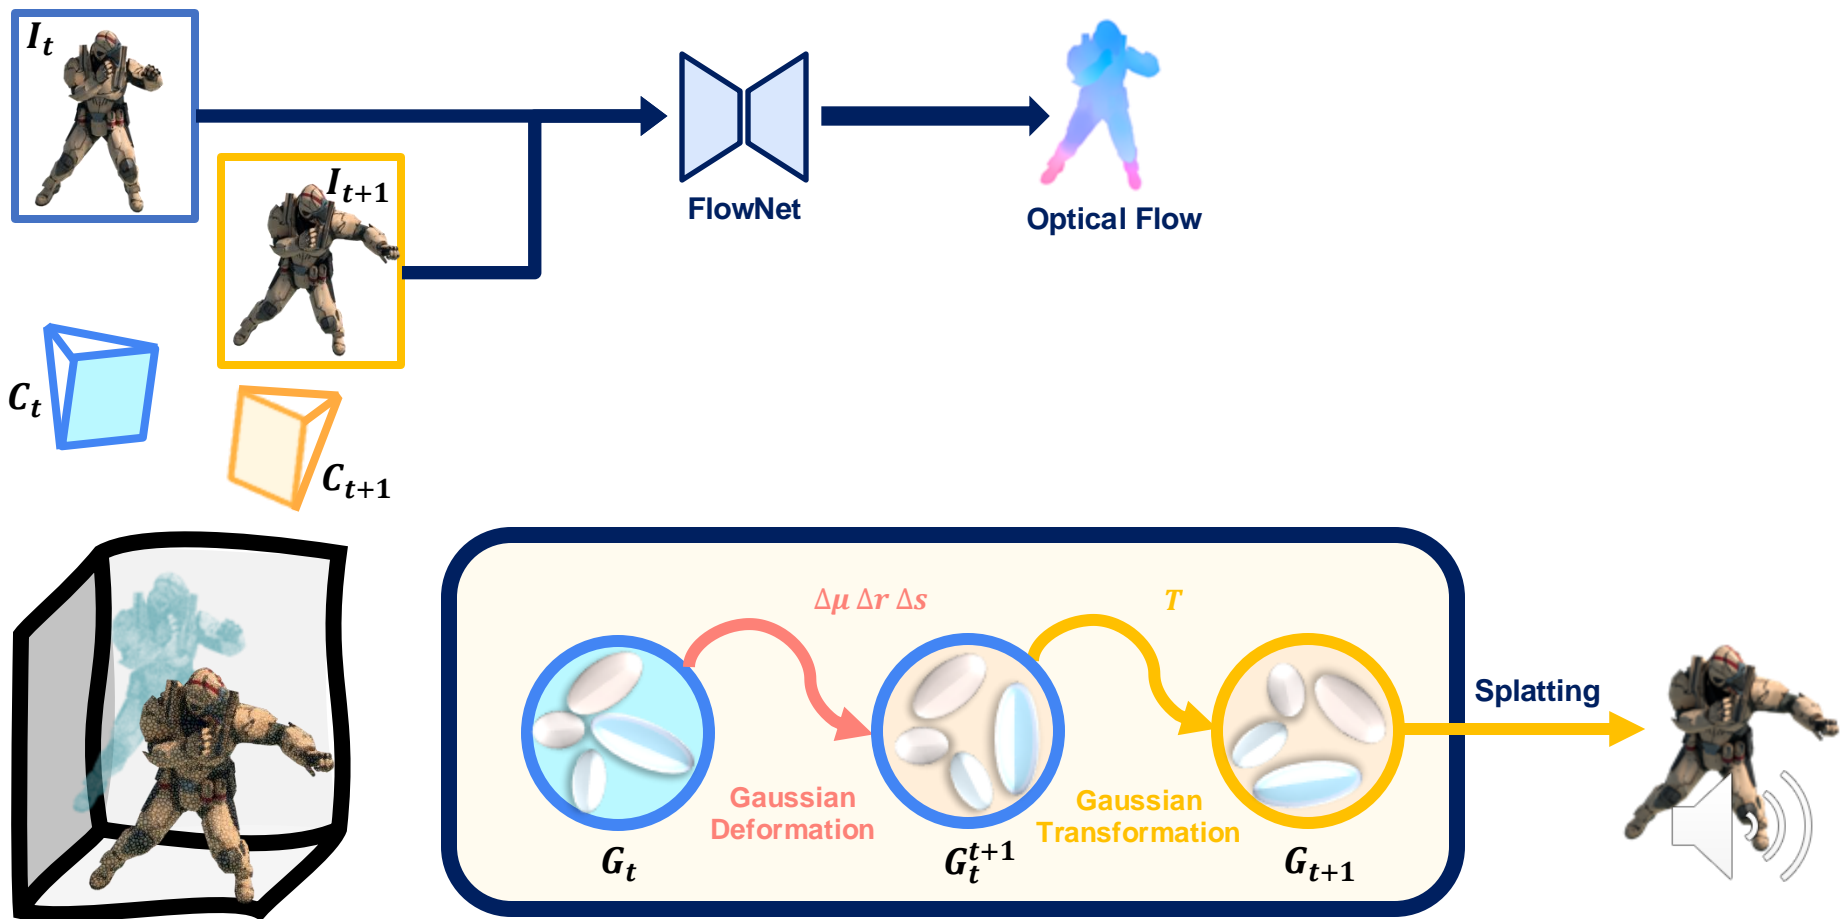 I_t
I_{t+1}
FlowNet
Optical Flow
C_t
C_{t+1}
Δμ Δr Δs
T
Splatting
Gaussian
Deformation
Gaussian
Transformation
G_t
G_t^{t+1}
G_{t+1}